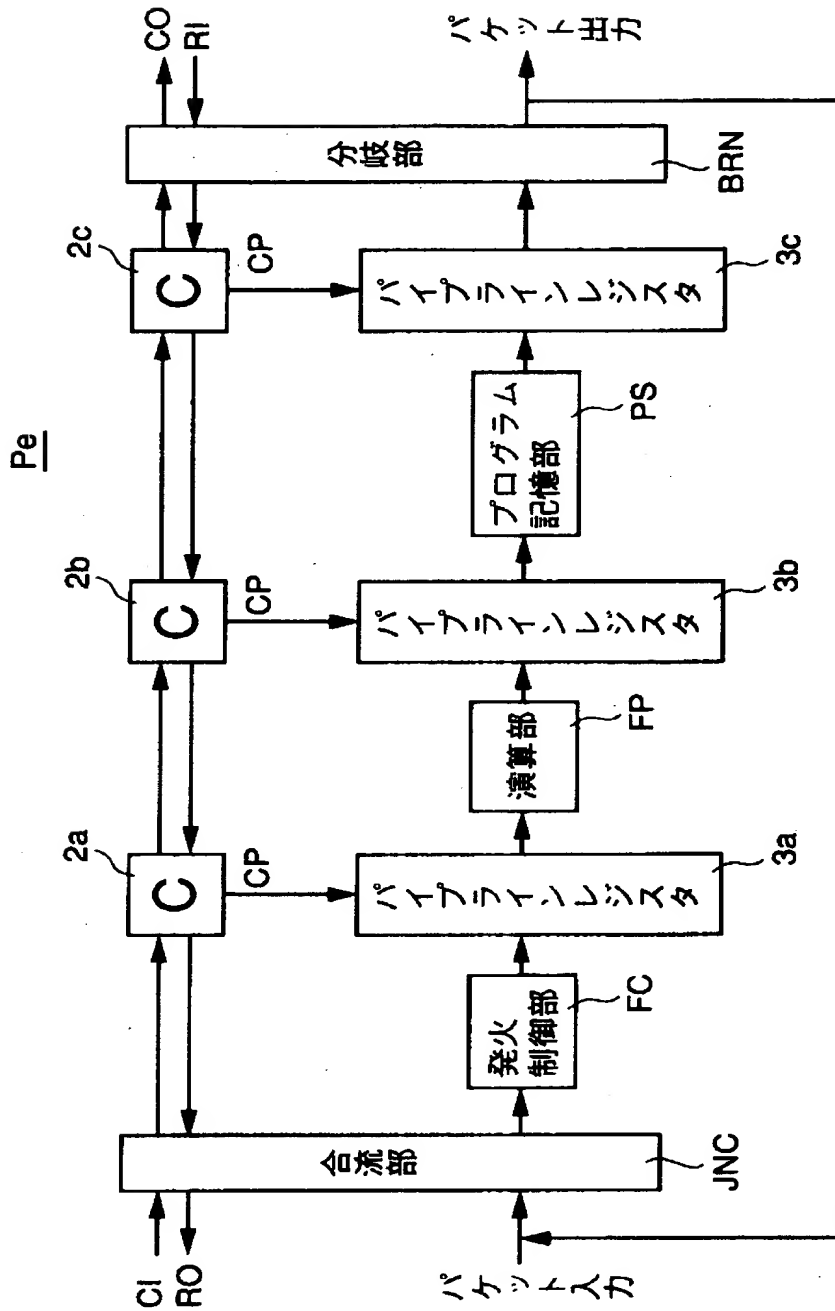 Pe
CI
RO
パケット入力
合流部
JNC
発火
制御部
FC
2a
C
CP
パイプラインレジスタ
3a
演算部
FP
2b
C
CP
パイプラインレジスタ
3b
プログラム
記憶部
PS
2c
C
CP
パイプラインレジスタ
3c
分岐部
BRN
CO
RI
パケット出力